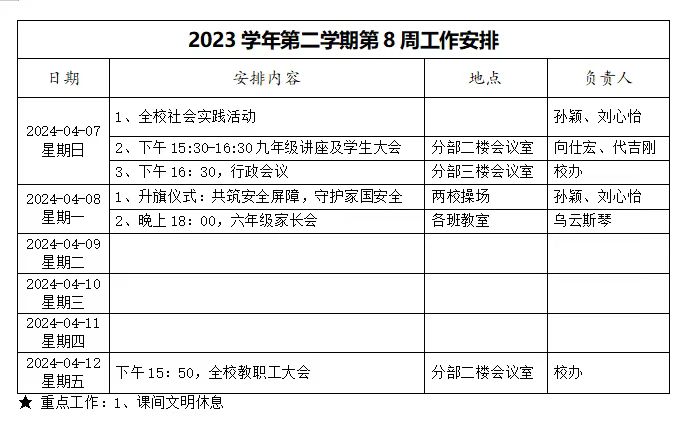 2023 学年第二学期第 8 周工作安排
日期 安排内容 地点 负责人
2024-04-07 星期日
1、全校社会实践活动 孙颖、刘心怡
2、下午 15:30-16:30 九年级讲座及学生大会 分部二楼会议室 向仕宏、代吉刚
3、下午 16：30，行政会议 分部三楼会议室 校办
2024-04-08 星期一
1、升旗仪式：共筑安全屏障，守护家国安全 两校操场 孙颖、刘心怡
2、晚上 18：00，六年级家长会 各班教室 乌云斯琴
2024-04-09
星期二
2024-04-10
星期三
2024-04-11
星期四
2024-04-12
星期五
下午 15：50，全校教职工大会 分部二楼会议室 校办
★ 重点工作：1、课间文明休息